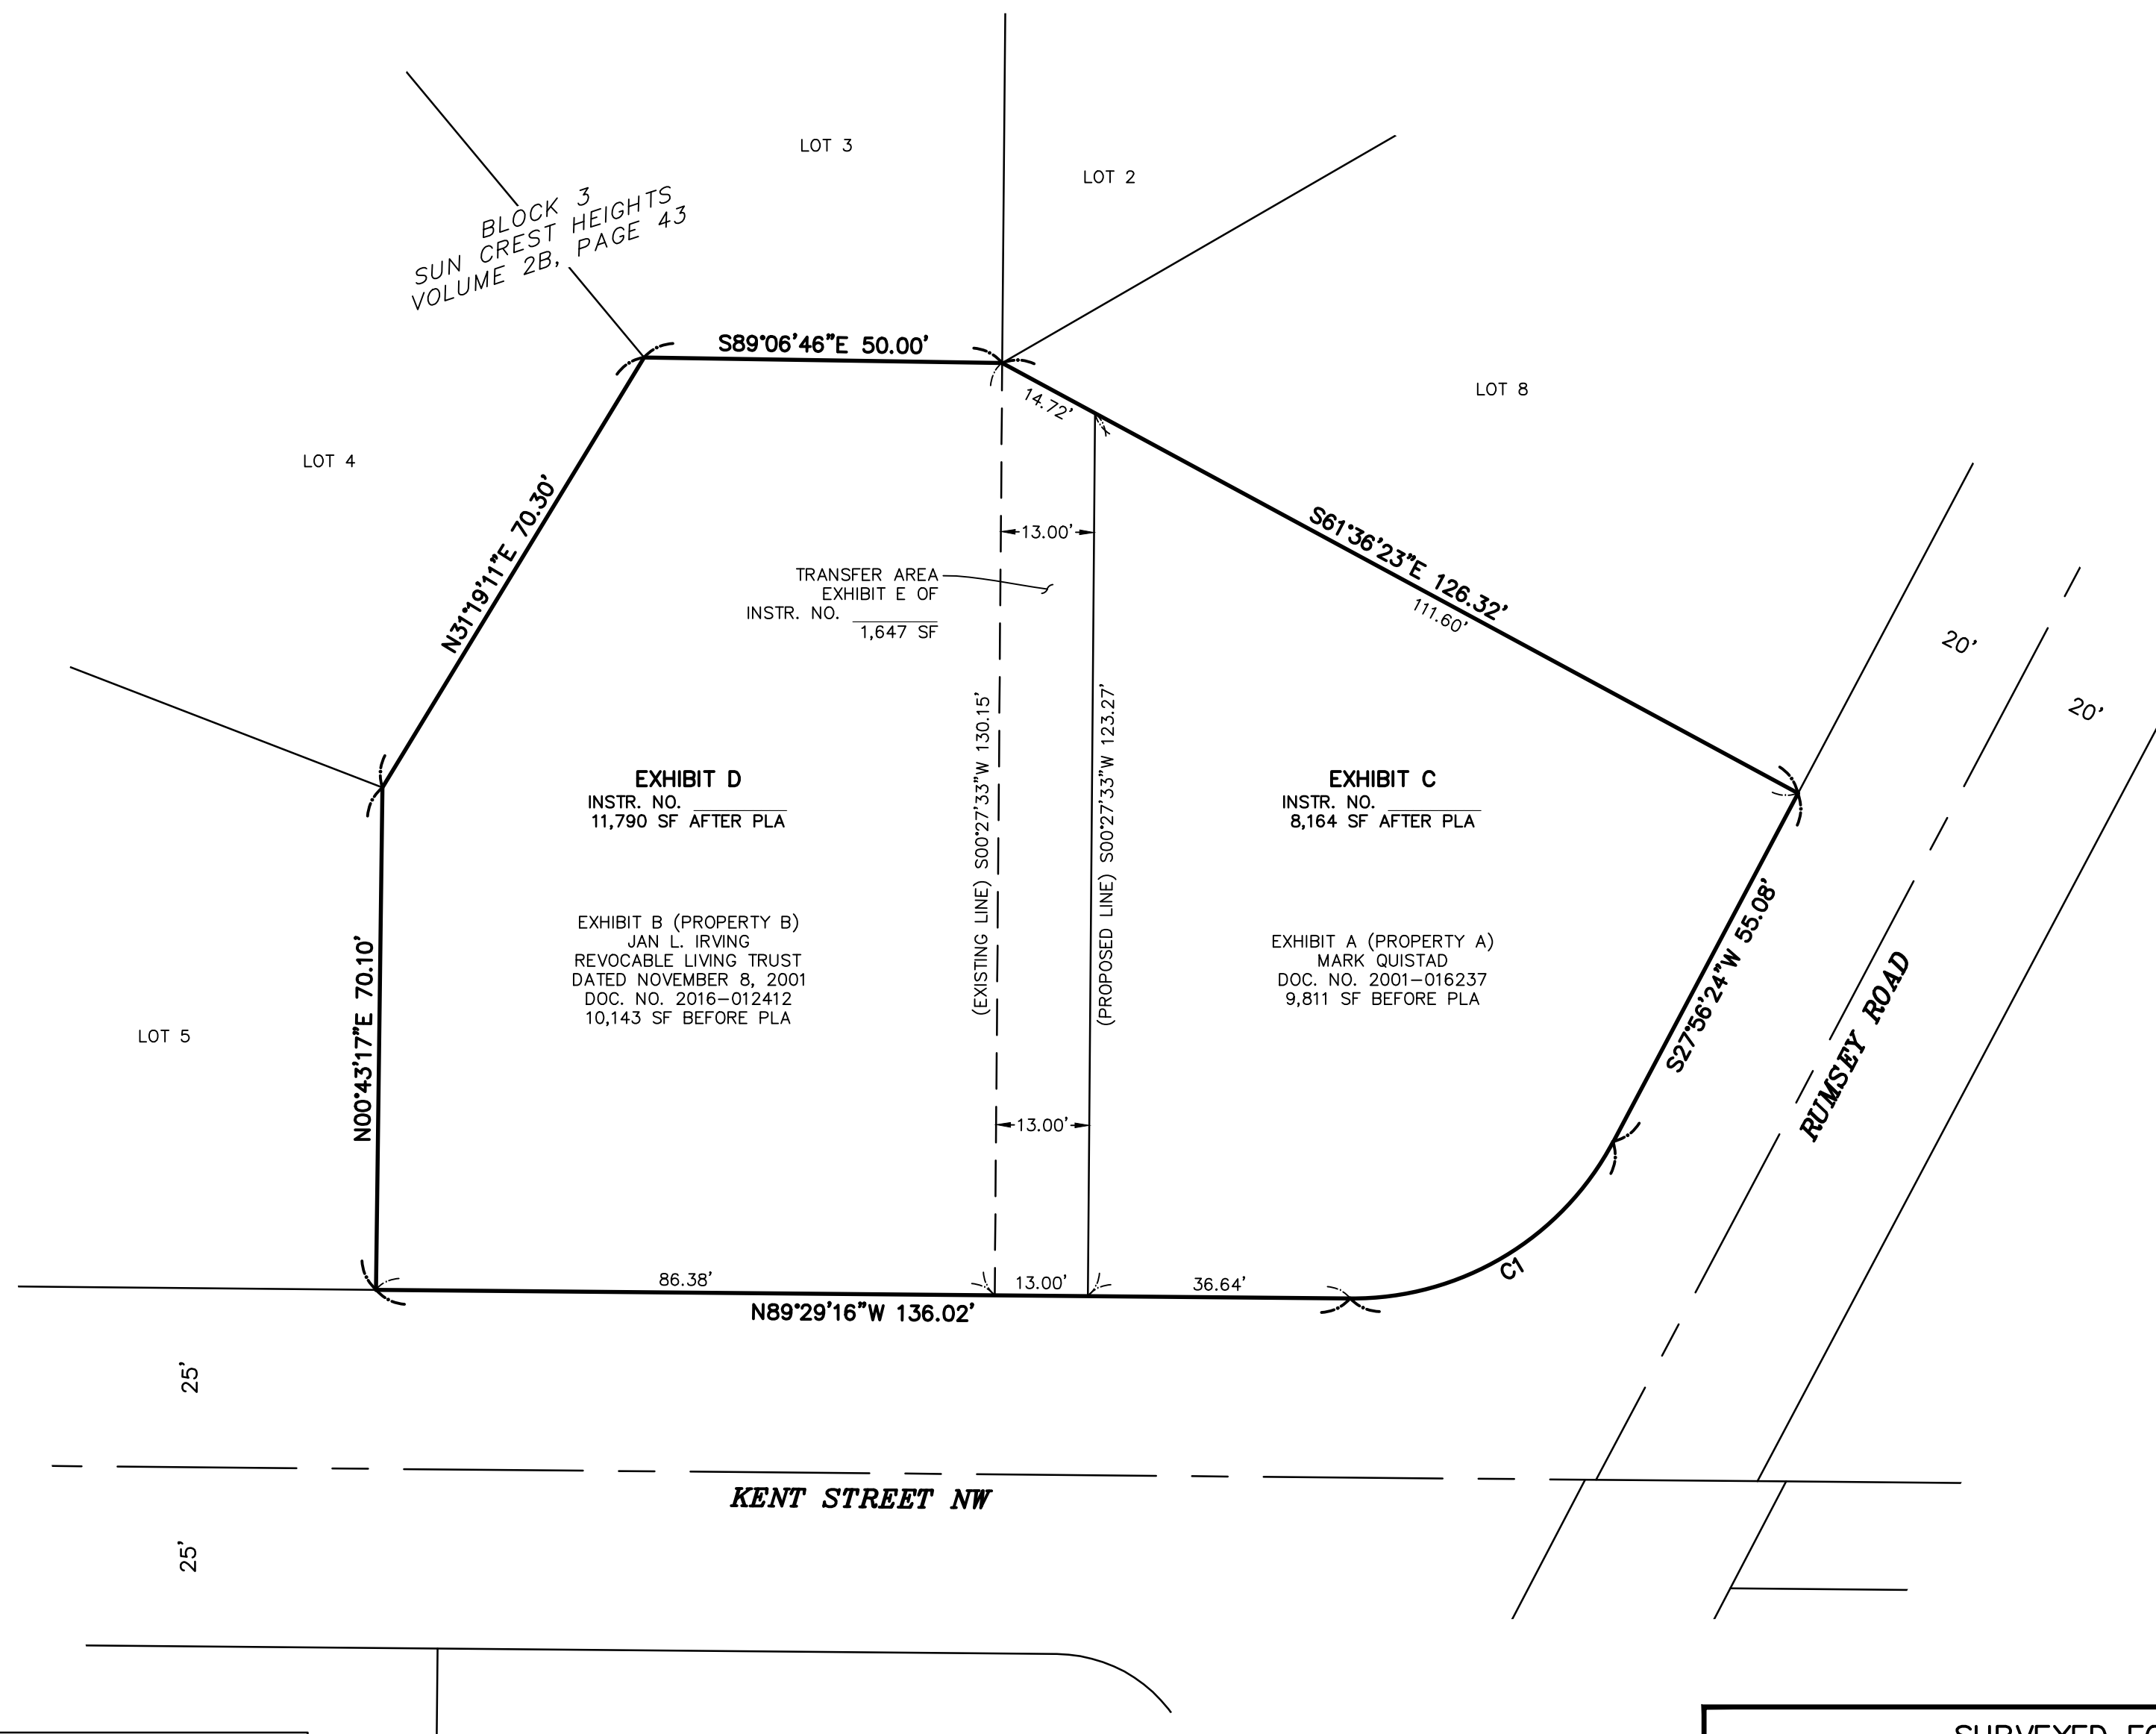 LOT 3
LOT 2
BLOCK 3
SUN CREST HEIGHTS
VOLUME 2B, PAGE 43
S89°06'46"E 50.00'
14.72'
LOT 8
LOT 4
N31°19'11"E 70.30'
13.00'
S61°36'23"E 126.32'
111.60'
TRANSFER AREA
EXHIBIT E OF
INSTR. NO. ________
1,647 SF
20'
20'
(EXISTING LINE) S00°27'33"W 130.15'
(PROPOSED LINE) S00°27'33"W 123.27'
EXHIBIT D
INSTR. NO. ________
11,790 SF AFTER PLA
EXHIBIT C
INSTR. NO. ________
8,164 SF AFTER PLA
EXHIBIT B (PROPERTY B)
JAN L. IRVING
REVOCABLE LIVING TRUST
DATED NOVEMBER 8, 2001
DOC. NO. 2016-012412
10,143 SF BEFORE PLA
EXHIBIT A (PROPERTY A)
MARK QUISTAD
DOC. NO. 2001-016237
9,811 SF BEFORE PLA
S27°56'24"W 55.08'
RUMSEY ROAD
N00°43'17"E 70.10'
LOT 5
13.00'
C1
86.38'
13.00'
36.64'
N89°29'16"W 136.02'
25'
KENT STREET NW
25'
SURVEYED FO